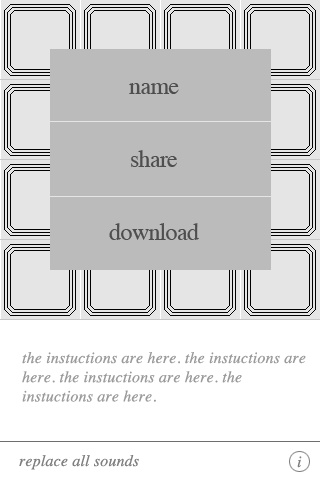 name
share
download
the instuctions are here. the instuctions are
here. the instuctions are here. the
instuctions are here.
replace all sounds
i